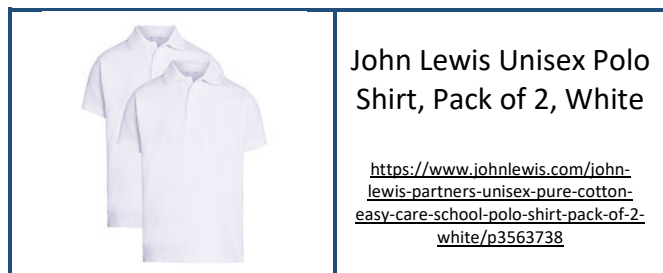 John Lewis Unisex Polo
Shirt, Pack of 2, White
https://www.johnlewis.com/john-
lewis-partners-unisex-pure-cotton-
easy-care-school-polo-shirt-pack-of-2-
white/p3563738